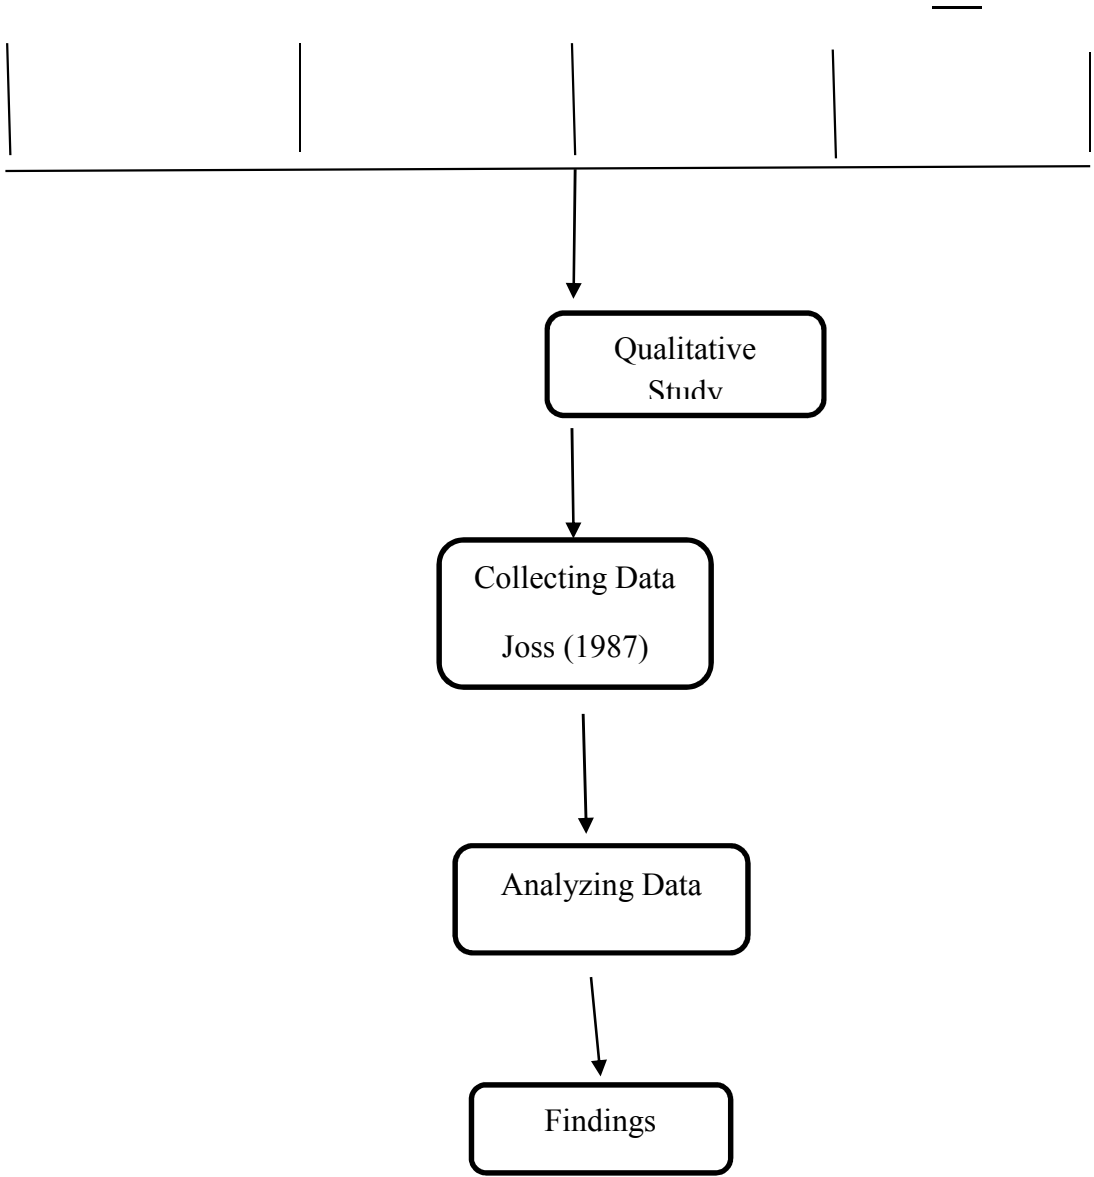 Qualitative
Study
Collecting Data
Joss (1987)
Analyzing Data
Findings